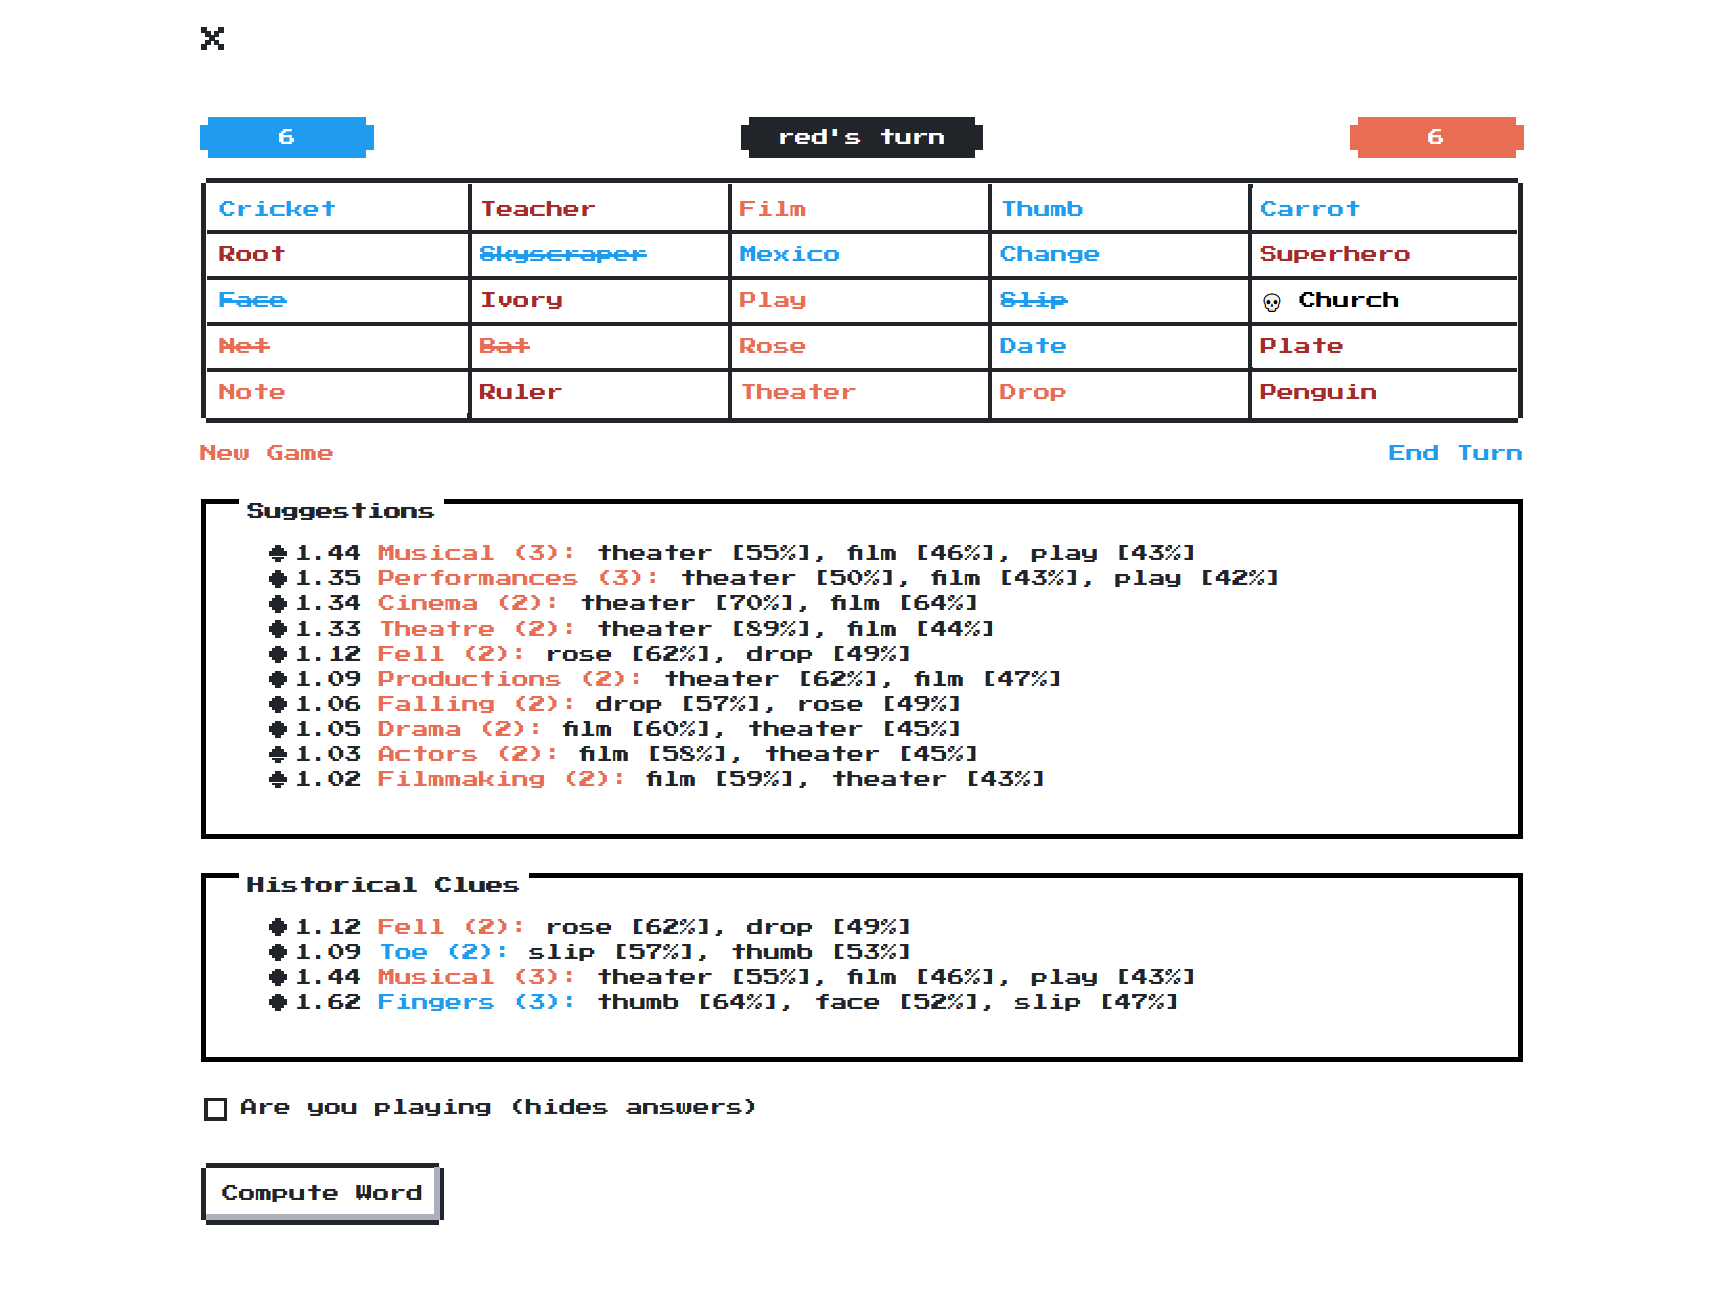 6 red's turn 6
Cricket Teacher Film Thumb Carrot
Root Skyscraper Mexico Change Superhero
Face Ivory Play Slip Church
Net Bat Rose Date Plate
Note Ruler Theater Drop Penguin
New Game End Turn
Suggestions
1.44 Musical (3): theater [55%], film [46%], play [43%]
1.35 Performances (3): theater [50%], film [43%], play [42%]
1.34 Cinema (2): theater [70%], film [64%]
1.33 Theatre (2): theater [89%], film [44%]
1.12 Fell (2): rose [62%], drop [49%]
1.09 Productions (2): theater [62%], film [47%]
1.06 Falling (2): drop [57%], rose [49%]
1.05 Drama (2): film [60%], theater [45%]
1.03 Actors (2): film [58%], theater [45%]
1.02 Filmmaking (2): film [59%], theater [43%]
Historical Clues
1.12 Fell (2): rose [62%], drop [49%]
1.09 Toe (2): slip [57%], thumb [53%]
1.44 Musical (3): theater [55%], film [46%], play [43%]
1.62 Fingers (3): thumb [64%], face [52%], slip [47%]
Are you playing (hides answers)
Compute Word